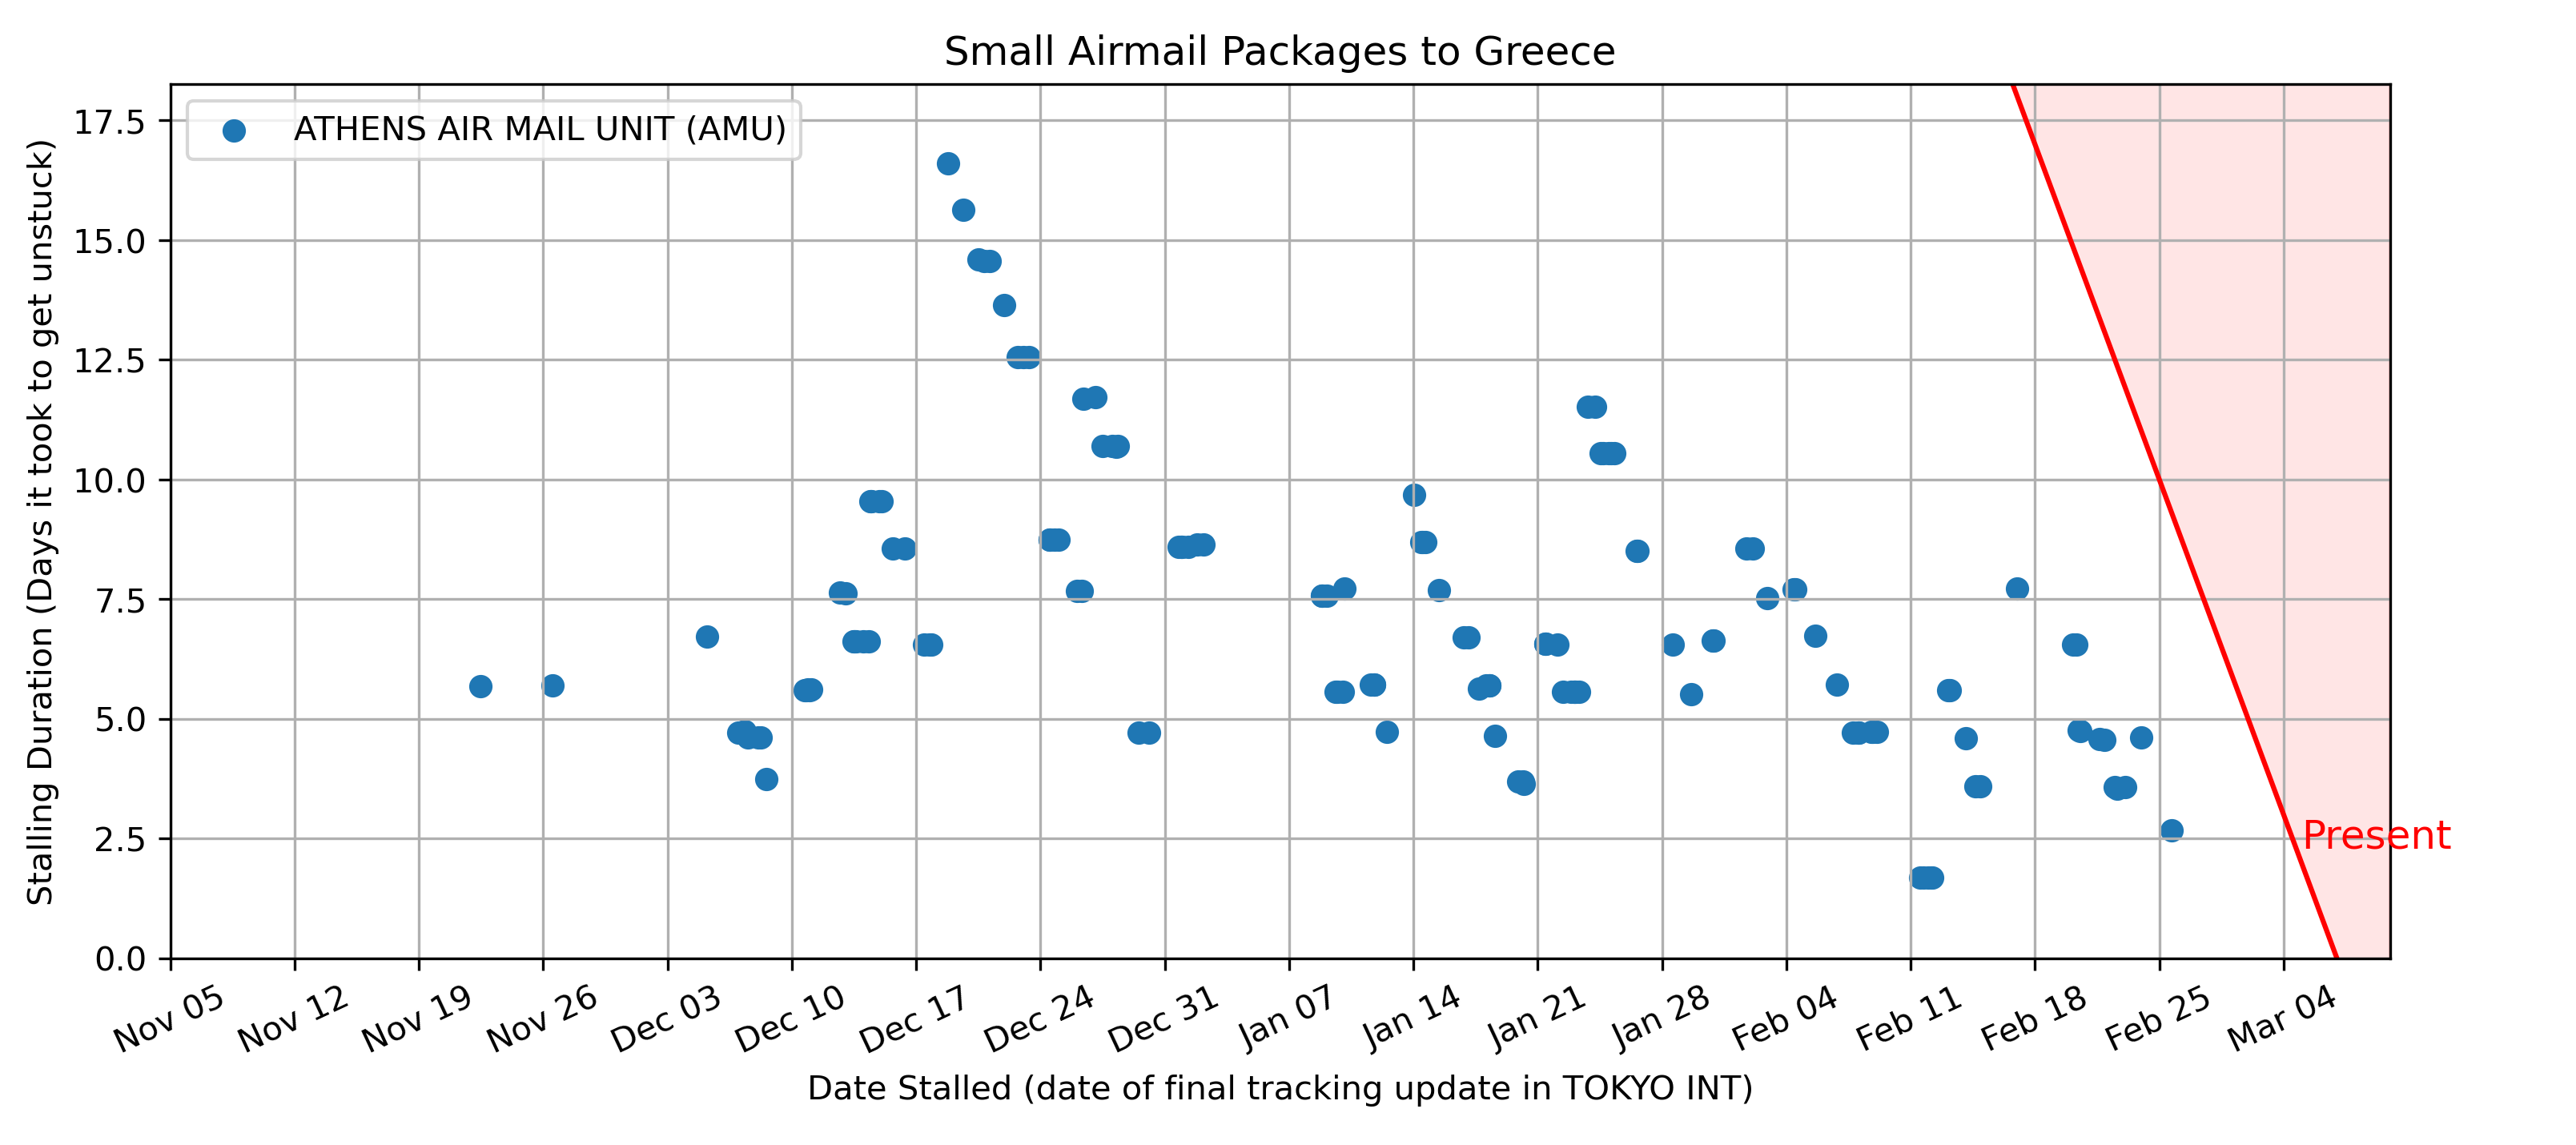 Small Airmail Packages to Greece
ATHENS AIR MAIL UNIT (AMU)
Stalling Duration (Days it took to get unstuck)
17.5
15.0
12.5
10.0
7.5
5.0
2.5
0.0
Present
Nov 05
Nov 12
Nov 19
Nov 26
Dec 03
Dec 10
Dec 17
Dec 24
Dec 31
Jan 07
Jan 14
Jan 21
Jan 28
Feb 04
Feb 11
Feb 18
Feb 25
Mar 04
Date Stalled (date of final tracking update in TOKYO INT)